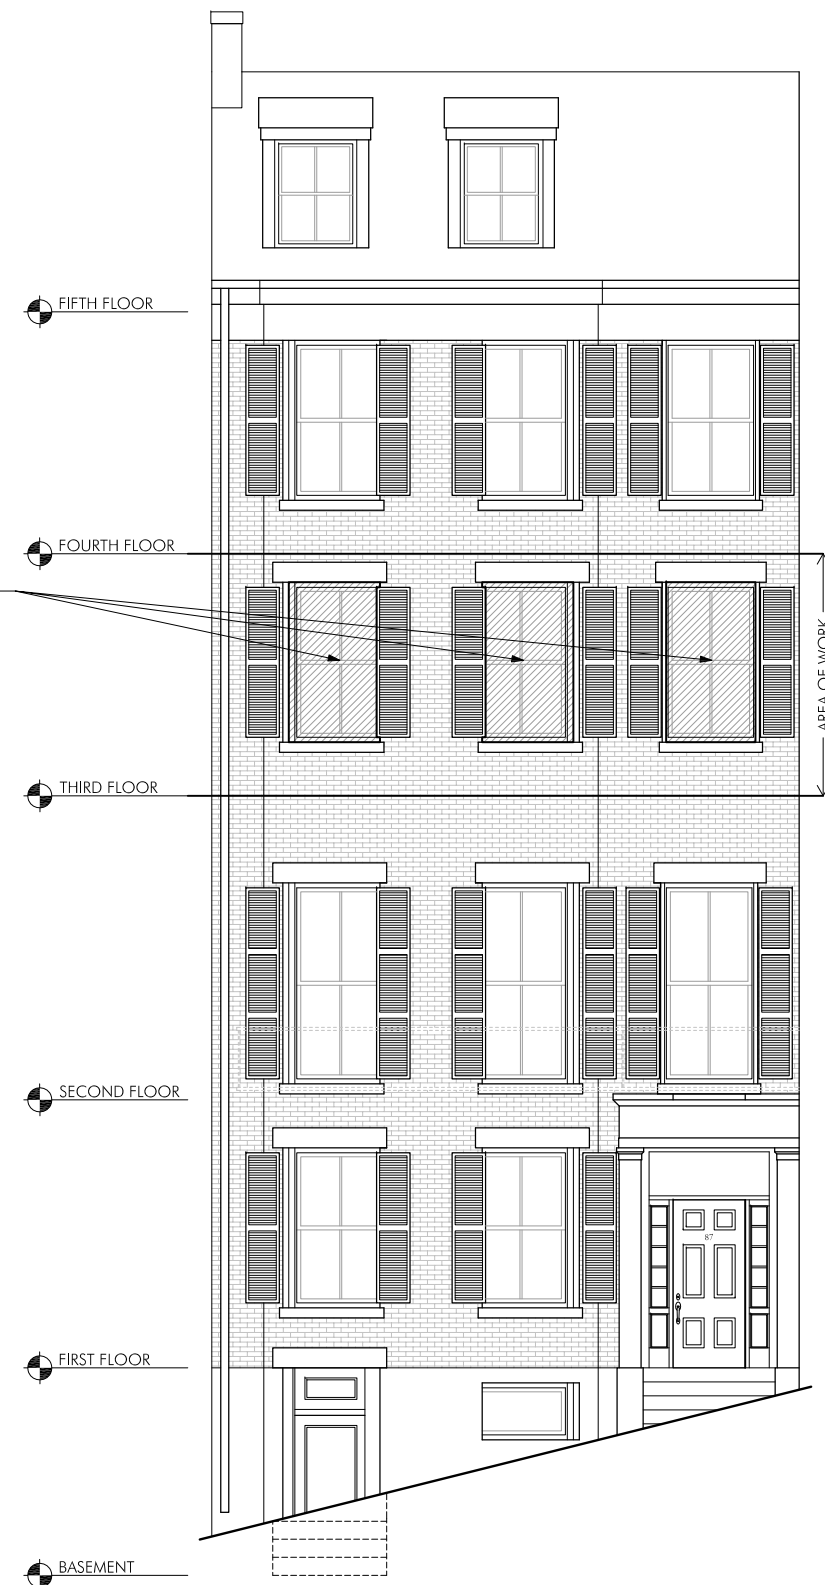 FIFTH FLOOR
FOURTH FLOOR
AREA OF WORK
THIRD FLOOR
SECOND FLOOR
87
FIRST FLOOR
BASEMENT